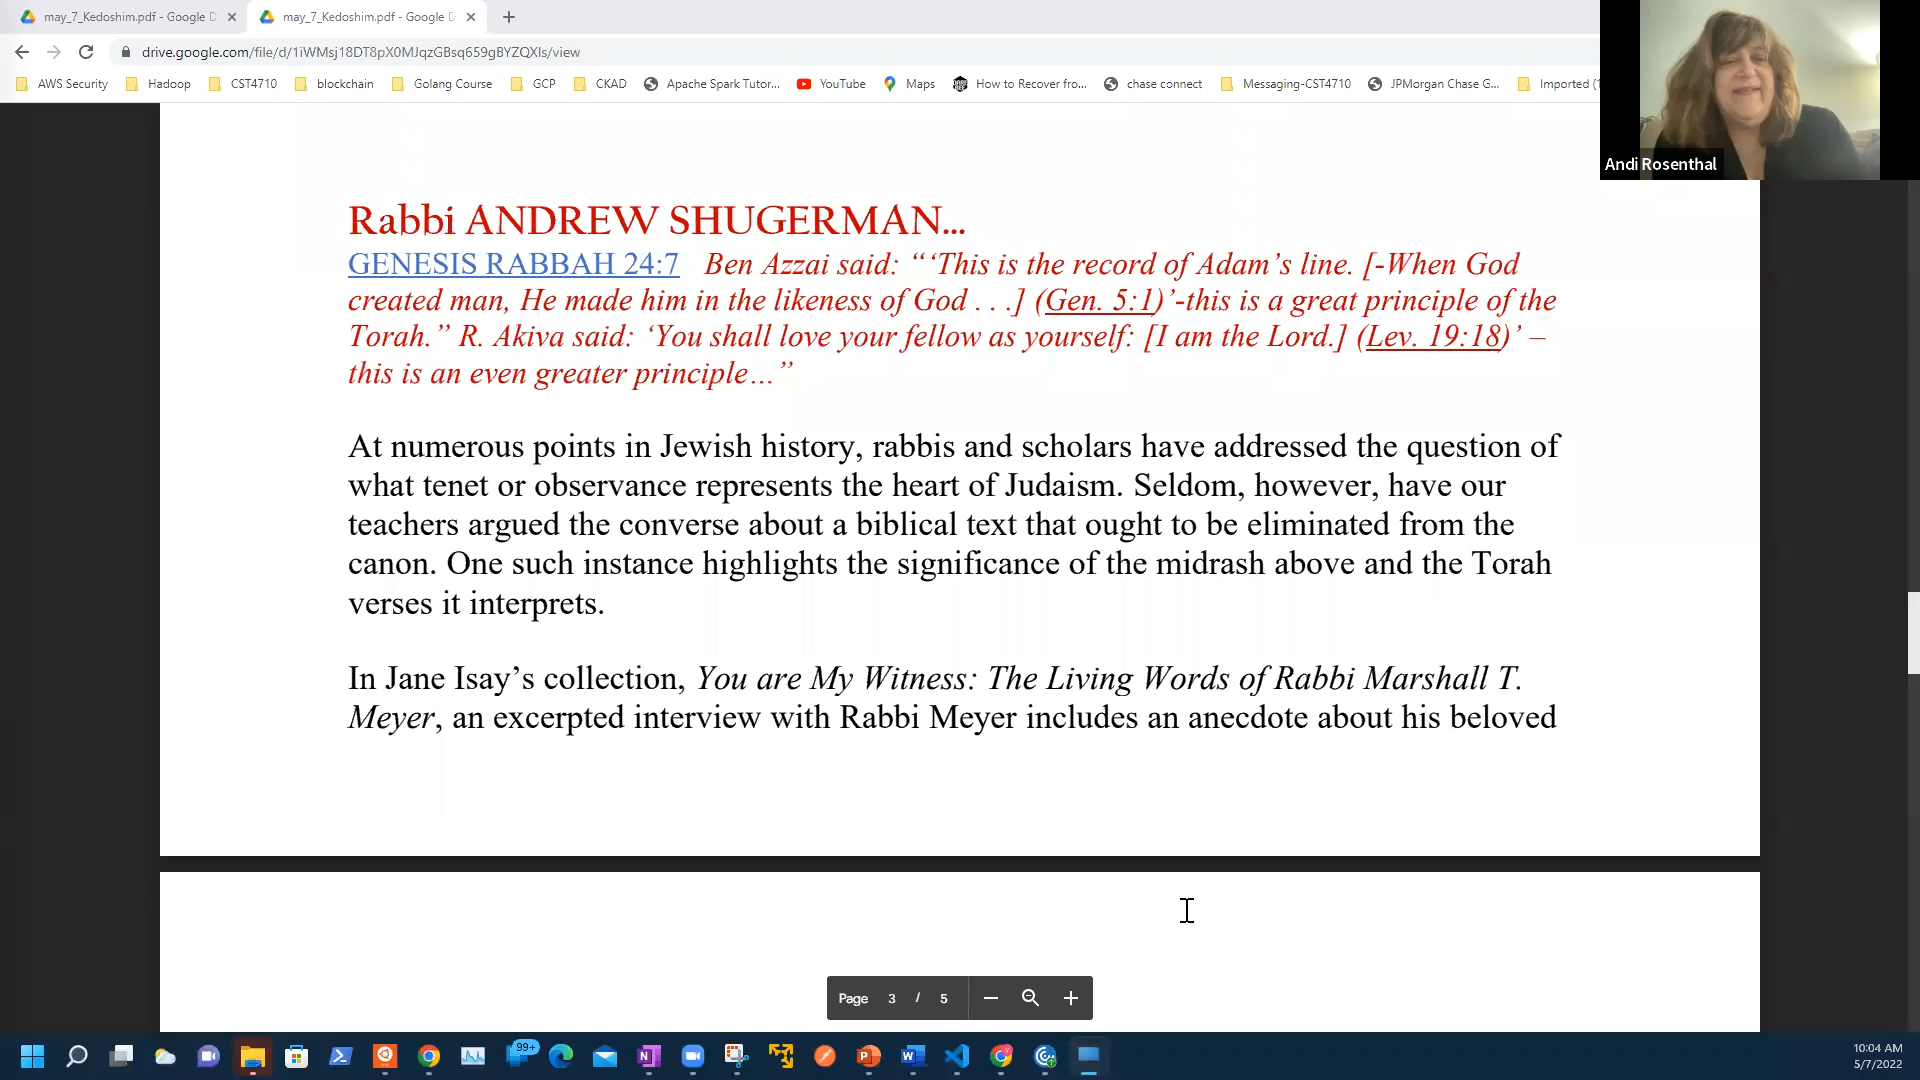 may_7_Kedoshim.pdf - Google D
may_7_Kedoshim.pdf - Google D
drive.google.com/file/d/1iWMsj18DT8pX0MJqzGBsq659gBYZQXls/view
AWS Security Hadoop CST4710 blockchain Golang Course GCP CKAD Apache Spark Tutor... YouTube Maps How to Recover fro... chase connect Messaging-CST4710 JPMorgan Chase G... Imported (1
Andi Rosenthal
Rabbi ANDREW SHUGERMAN...
GENESIS RABBAH 24:7 Ben Azzai said: “‘This is the record of Adam’s line. [-When God
created man, He made him in the likeness of God . . .] (Gen. 5:1)’-this is a great principle of the
Torah.” R. Akiva said: ‘You shall love your fellow as yourself: [I am the Lord.] (Lev. 19:18)’ –
this is an even greater principle…”
At numerous points in Jewish history, rabbis and scholars have addressed the question of
what tenet or observance represents the heart of Judaism. Seldom, however, have our
teachers argued the converse about a biblical text that ought to be eliminated from the
canon. One such instance highlights the significance of the midrash above and the Torah
verses it interprets.
In Jane Isay’s collection, You are My Witness: The Living Words of Rabbi Marshall T.
Meyer, an excerpted interview with Rabbi Meyer includes an anecdote about his beloved
Page 3 / 5
99+
10:04 AM
5/7/2022